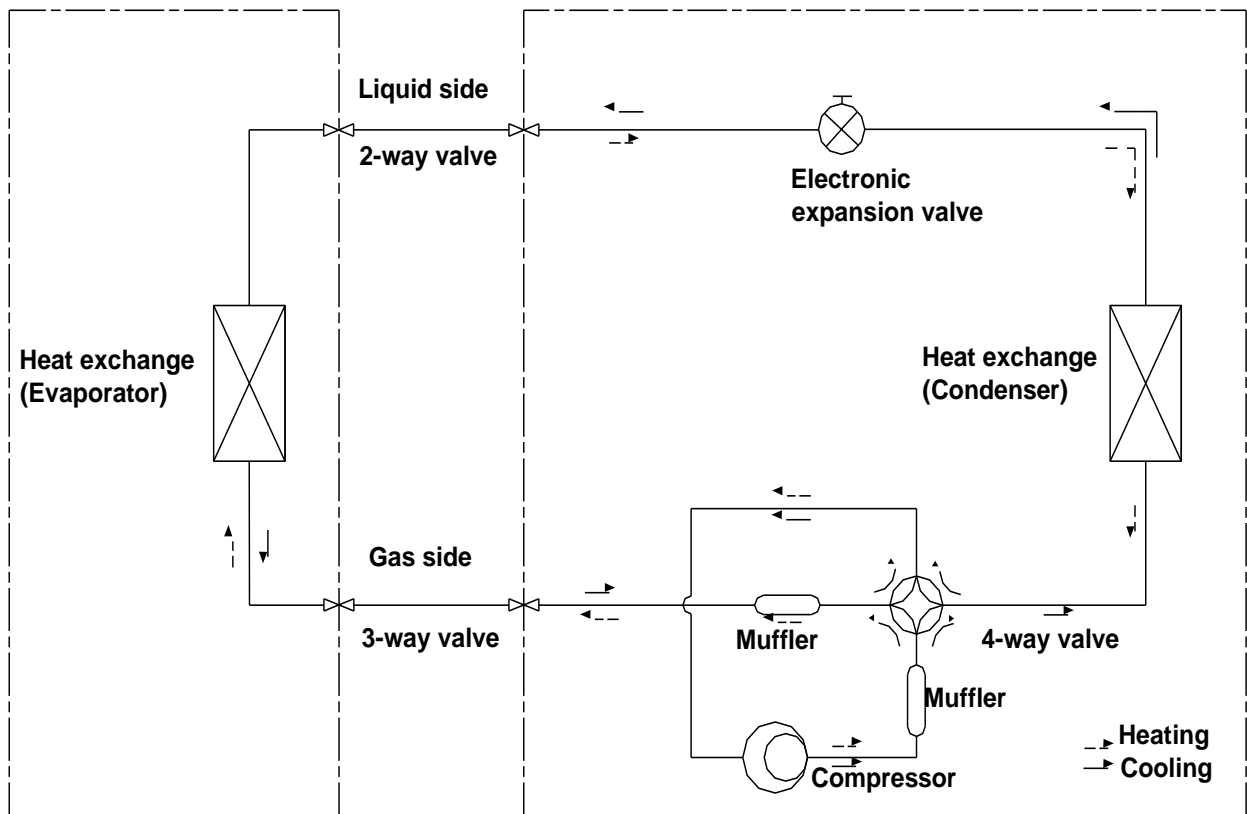 Liquid side
2-way valve
Electronic
expansion valve
Heat exchange
(Evaporator)
Heat exchange
(Condenser)
Gas side
3-way valve
Muffler
4-way valve
Muffler
Compressor
Heating
Cooling